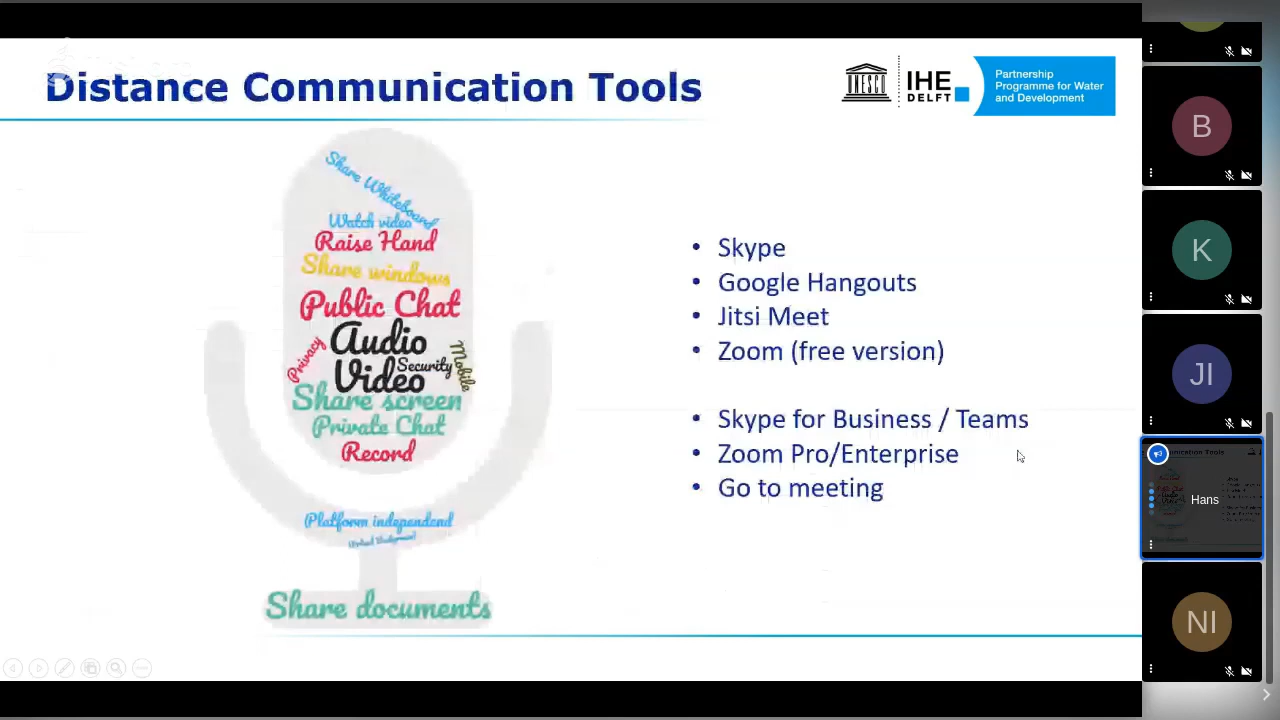 Distance Communication Tools
UNESCO
IHE
DELFT
Partnership
Programme for Water
and Development
Share Whiteboard
Watch video
Raise Hand
Share windows
Public Chat
Audio
Privacy
Security
Mobile
Video
Share screen
Private Chat
Record
Platform independend
Share documents
• Skype
• Google Hangouts
• Jitsi Meet
• Zoom (free version)
• Skype for Business / Teams
• Zoom Pro/Enterprise
• Go to meeting
B
K
JI
Hans
NI